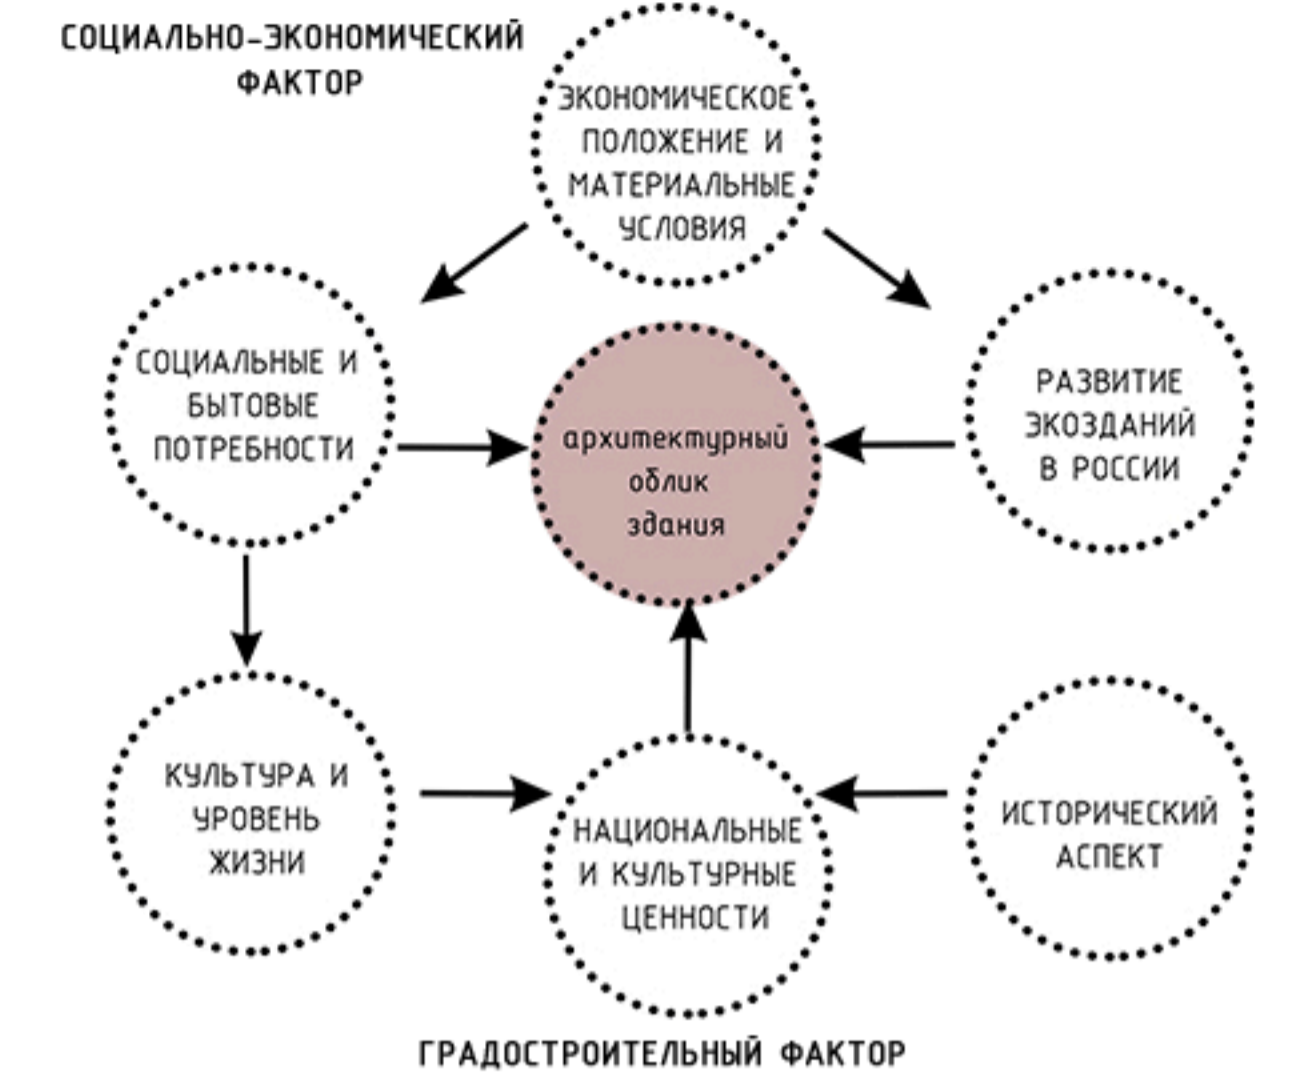 СОЦИАЛЬНО-ЭКОНОМИЧЕСКИЙ
ФАКТОР
ЭКОНОМИЧЕСКОЕ
ПОЛОЖЕНИЕ И
МАТЕРИАЛЬНЫЕ
УСЛОВИЯ
СОЦИАЛЬНЫЕ И
БЫТОВЫЕ
ПОТРЕБНОСТИ
архитектурный
облик
здания
РАЗВИТИЕ
ЭКОЗДАНИЙ
В РОССИИ
КУЛЬТУРА И
УРОВЕНЬ
ЖИЗНИ
НАЦИОНАЛЬНЫЕ
И КУЛЬТУРНЫЕ
ЦЕННОСТИ
ИСТОРИЧЕСКИЙ
АСПЕКТ
ГРАДОСТРОИТЕЛЬНЫЙ ФАКТОР